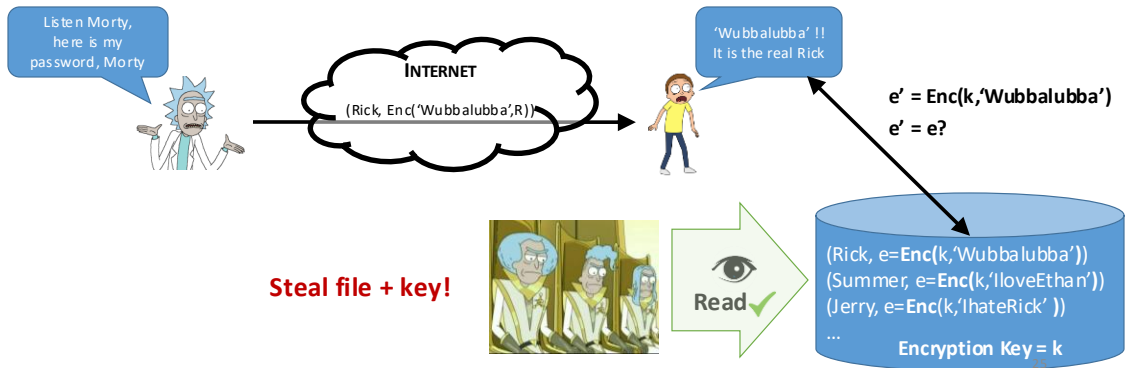 Listen Morty,
here is my
password, Morty
INTERNET
(Rick, Enc(‘Wubbalubba’,R))
‘Wubbalubba’ !!
It is the real Rick
e’ = Enc(k,‘Wubbalubba’)
e’ = e?
Steal file + key!
Read
(Rick, e=Enc(k,‘Wubbalubba’))
(Summer, e=Enc(k,‘IloveEthan’))
(Jerry, e=Enc(k,‘IhateRick’ ))
...
Encryption Key = k